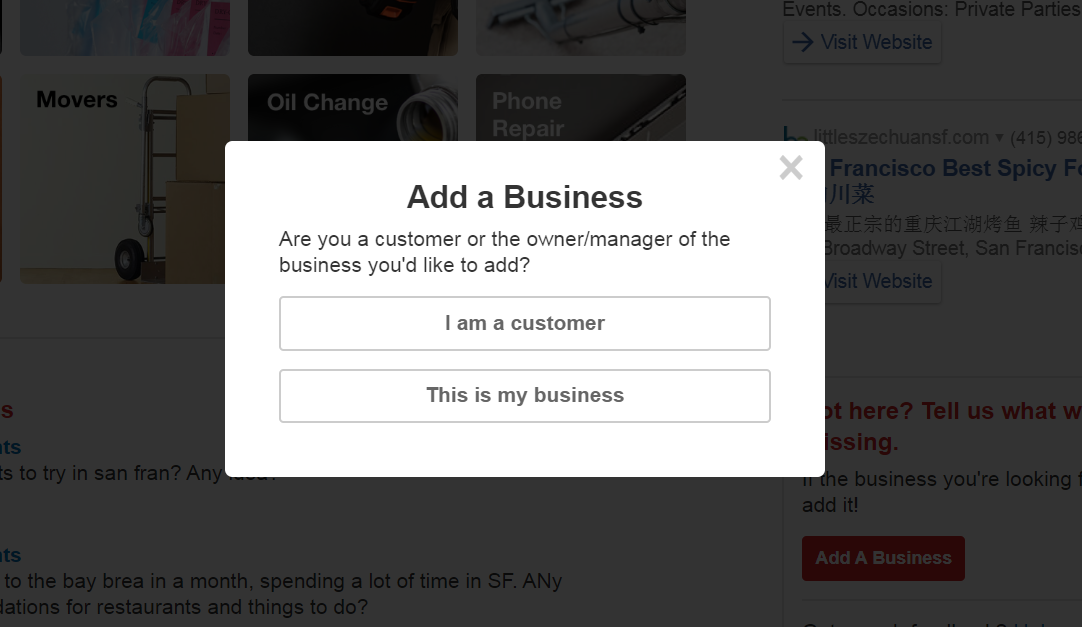 Events. Occasions: Private Parties
Visit Website
Movers
Oil Change
Phone
Repair
littleszechuansf.com ▾ (415)
Francisco Best Spicy
川菜
最正宗的重庆江湖烤鱼 辣子鸡
Broadway Street, San Francisc
Visit Website
Add a Business
Are you a customer or the owner/manager of the
business you'd like to add?
I am a customer
This is my business
s
ot here? Tell us what w
issing.
nts
ts to try in san fran? Any idea?
If the business you're looking f
add it!
Add A Business
nts
to the bay brea in a month, spending a lot of time in SF. ANy
dations for restaurants and things to do?